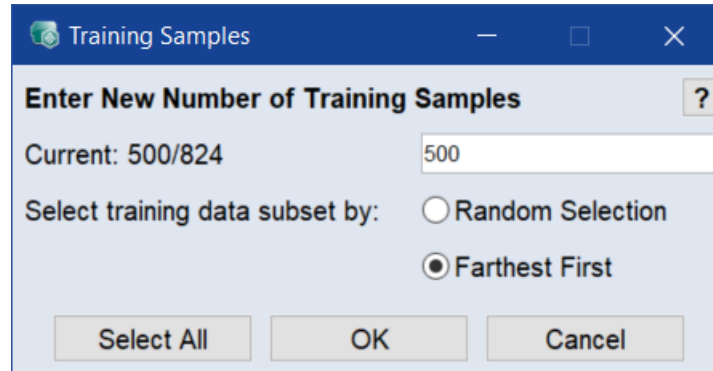 Training Samples
Enter New Number of Training Samples ?
Current: 500/824 500
Select training data subset by: Random Selection
Farthest First
Select All OK Cancel